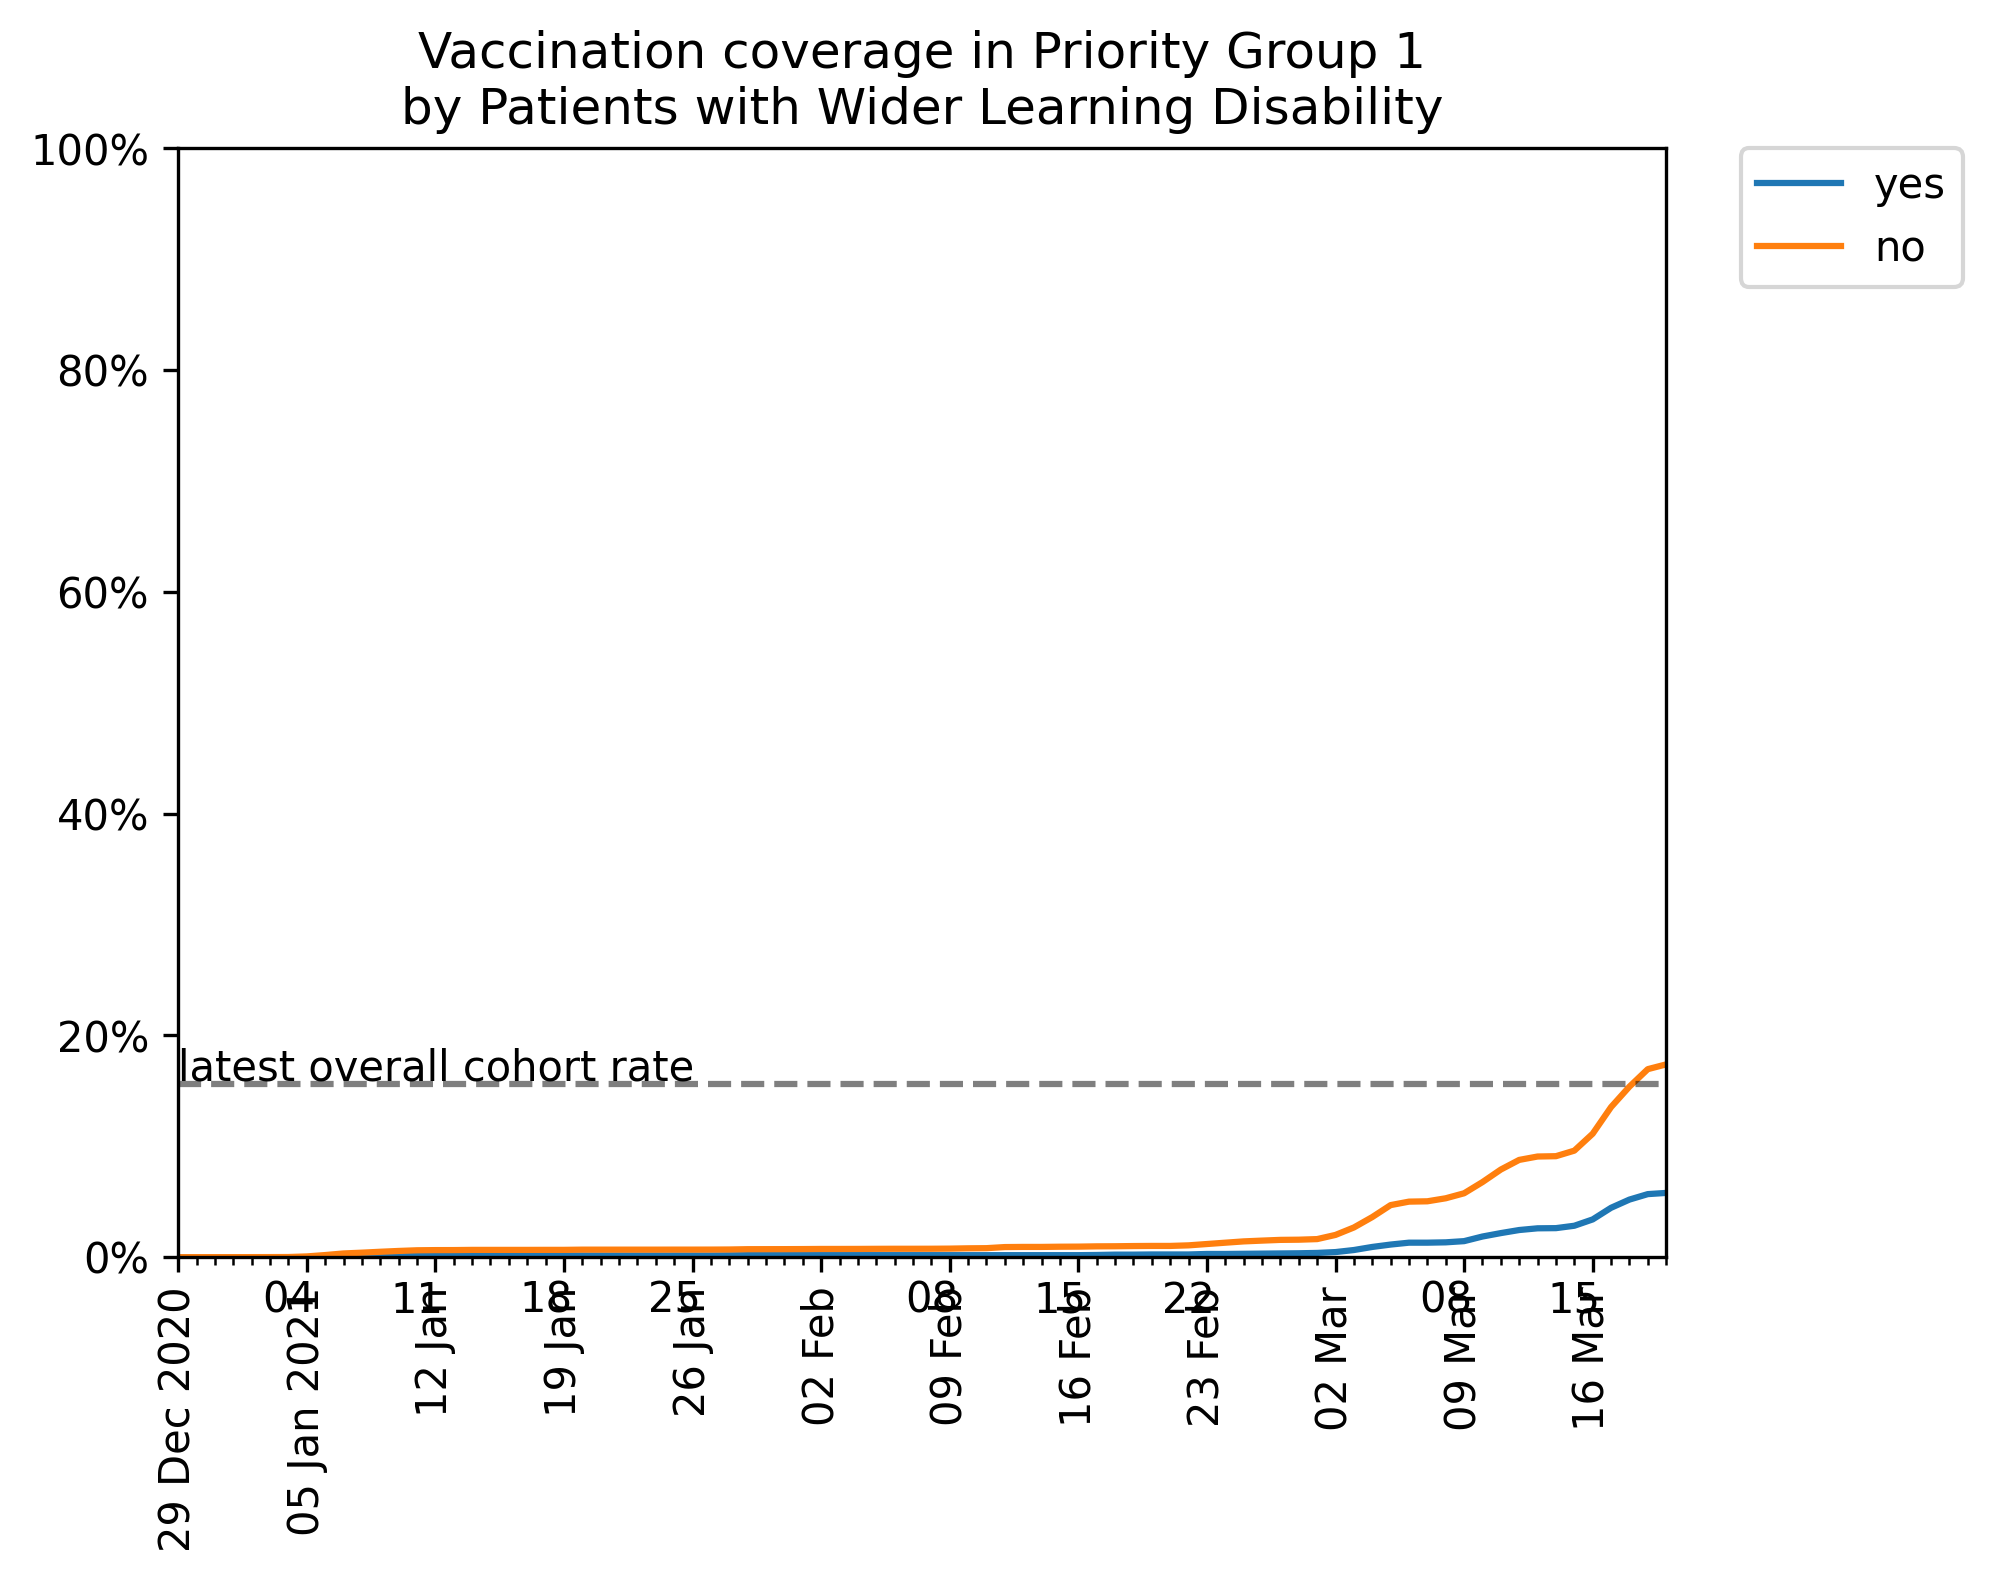 Vaccination coverage in Priority Group 1
by Patients with Wider Learning Disability
100%
80%
60%
40%
20%
0%
latest overall cohort rate
yes
no
04
11
18
25
08
15
22
08
15
29 Dec 2020
05 Jan 2021
12 Jan
19 Jan
26 Jan
02 Feb
09 Feb
16 Feb
23 Feb
02 Mar
09 Mar
16 Mar